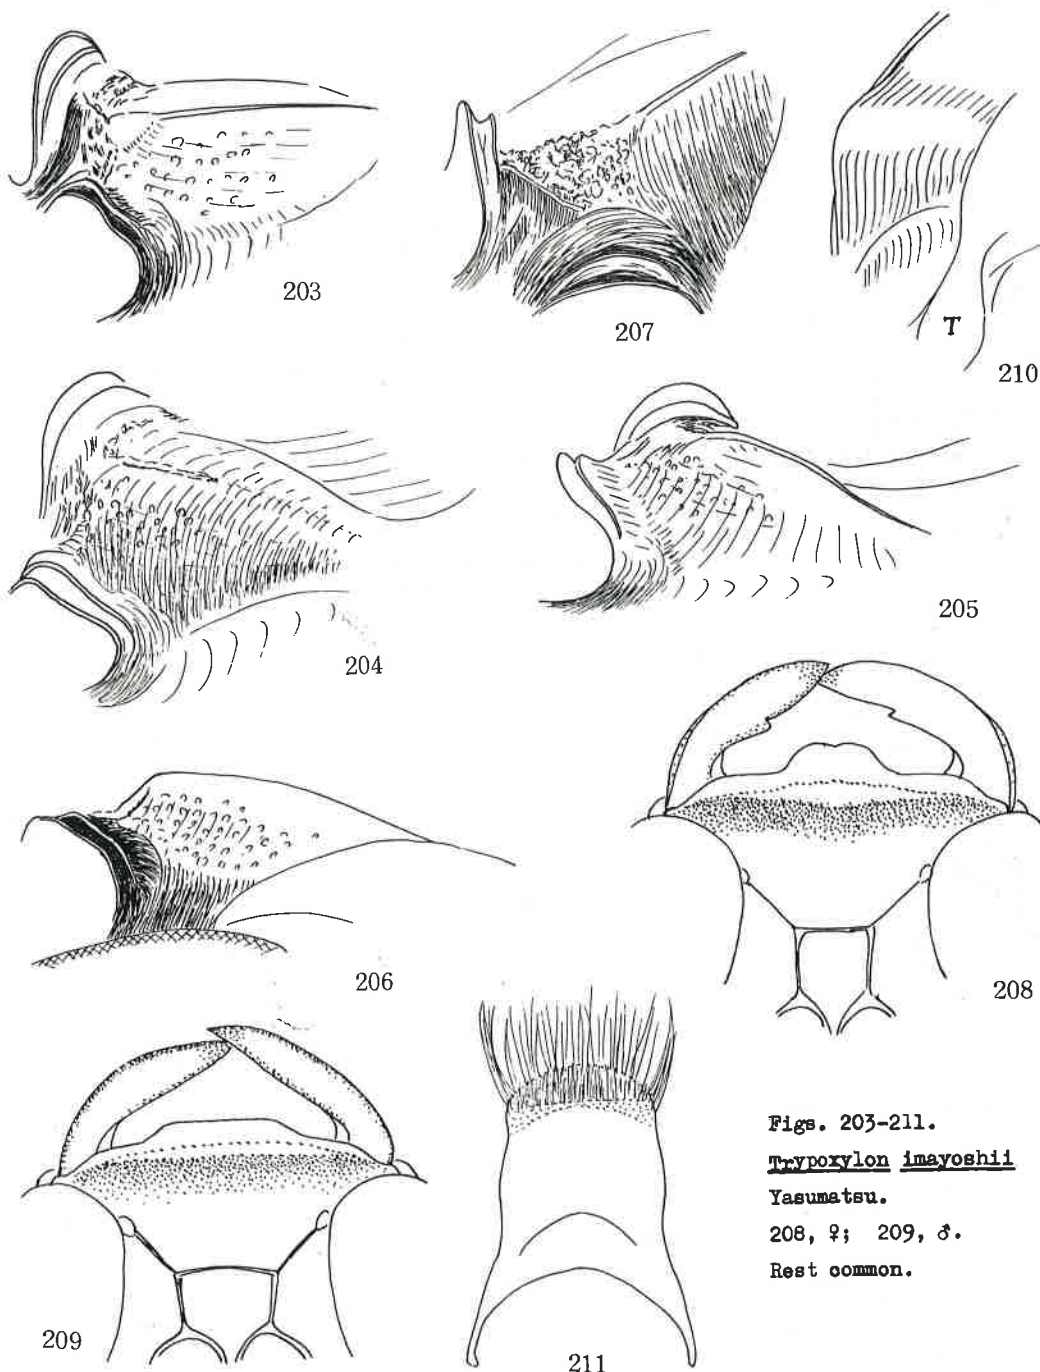 203
207
T
210
204
205
206
208
209
211
Figs. 203-211.
Trypoxylon imayoshii
Yasumatsu.
208, ♀; 209, ♂.
Rest common.